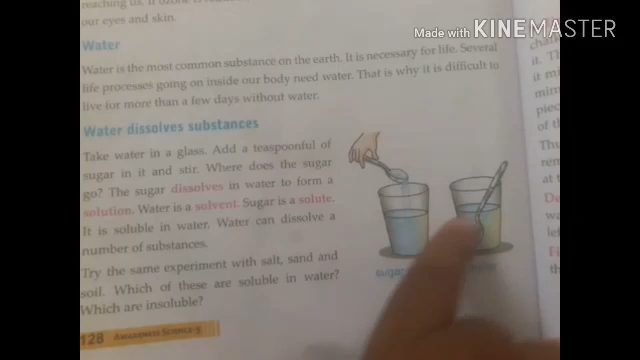 Made with KINEMASTER
reaching us. If ozone is
our eyes and skin.
Water
Water is the most common substance on the earth. It is necessary for life. Several
life processes going on inside our body need water. That is why it is difficult to
live for more than a few days without water.
Water dissolves substances
Take water in a glass. Add a teaspoonful of
sugar in it and stir. Where does the sugar
go? The sugar dissolves in water to form a
solution. Water is a solvent. Sugar is a solute.
It is soluble in water. Water can dissolve a
number of substances.
Try the same experiment with salt, sand and
soil. Which of these are soluble in water?
Which are insoluble?
sugar
128 AWARENESS SCIENCE-5